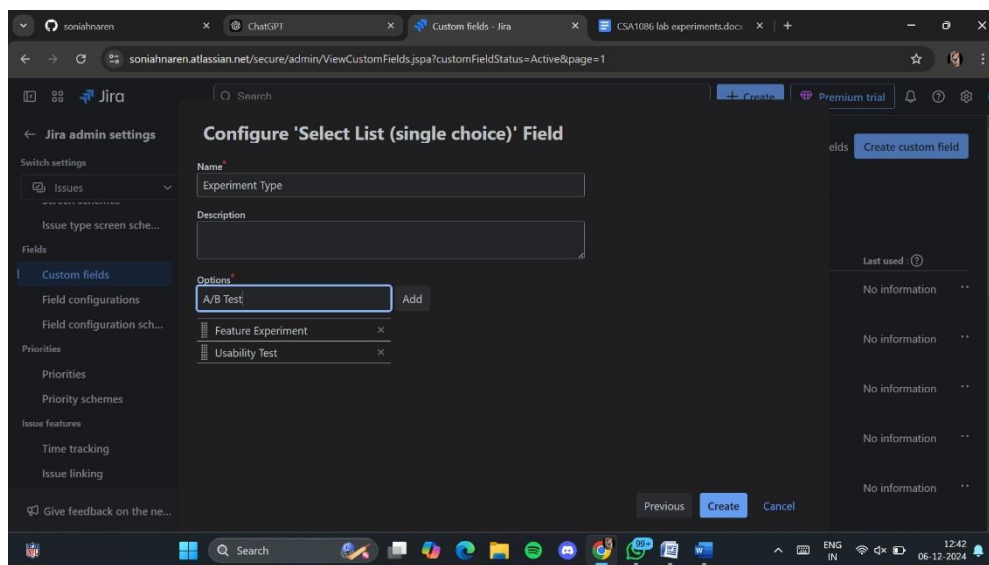 soniahnaren
ChatGPT
Custom fields - Jira
CSA1086 lab experiments.doc
soniahnaren.atlassian.net/secure/admin/ViewCustomFields.jspa?customFieldStatus=Active&page=1
Jira
Search
+ Create
Premium trial
Jira admin settings
Switch settings
Issues
Issue type screen sche...
Fields
Custom fields
Field configurations
Field configuration sch...
Priorities
Priorities
Priority schemes
Issue features
Time tracking
Issue linking
Give feedback on the ne...
Configure 'Select List (single choice)' Field
Name*
Experiment Type
Description
Options*
A/B Test
Add
Feature Experiment
Usability Test
Previous
Create
Cancel
elds
Create custom field
Last used
No information
No information
No information
No information
No information
Search
99+
ENG
IN
12:42
06-12-2024